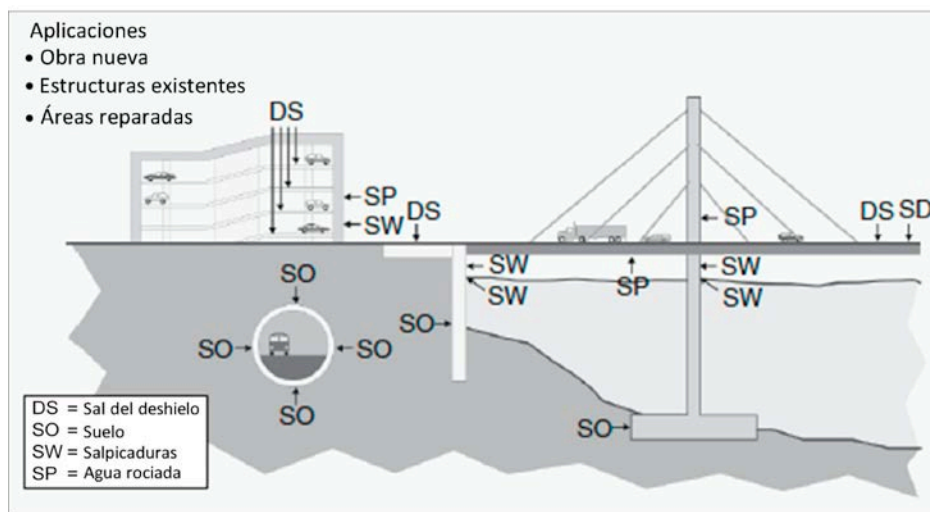 Aplicaciones
• Obra nueva
• Estructuras existentes
• Áreas reparadas
DS
SP
SW
DS
SP
DS SD
SW
SW
SP
SW
SW
SO
SO
SO
SO
SO
SO
DS = Sal del deshielo
SO = Suelo
SW = Salpicaduras
SP = Agua rociada